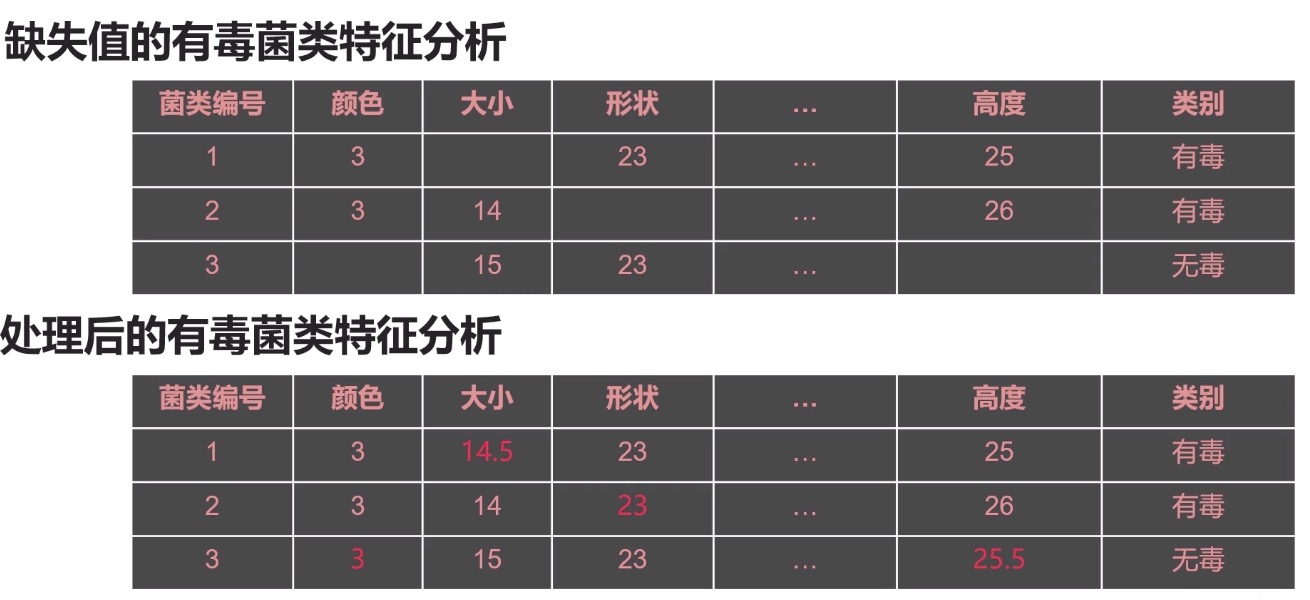 缺失值的有毒菌类特征分析
菌类编号 颜色 大小 形状 … 高度 类别
1 3 23 … 25 有毒
2 3 14 … 26 有毒
3 15 23 … 无毒
处理后的有毒菌类特征分析
菌类编号 颜色 大小 形状 … 高度 类别
1 3 14.5 23 … 25 有毒
2 3 14 23 … 26 有毒
3 3 15 23 … 25.5 无毒